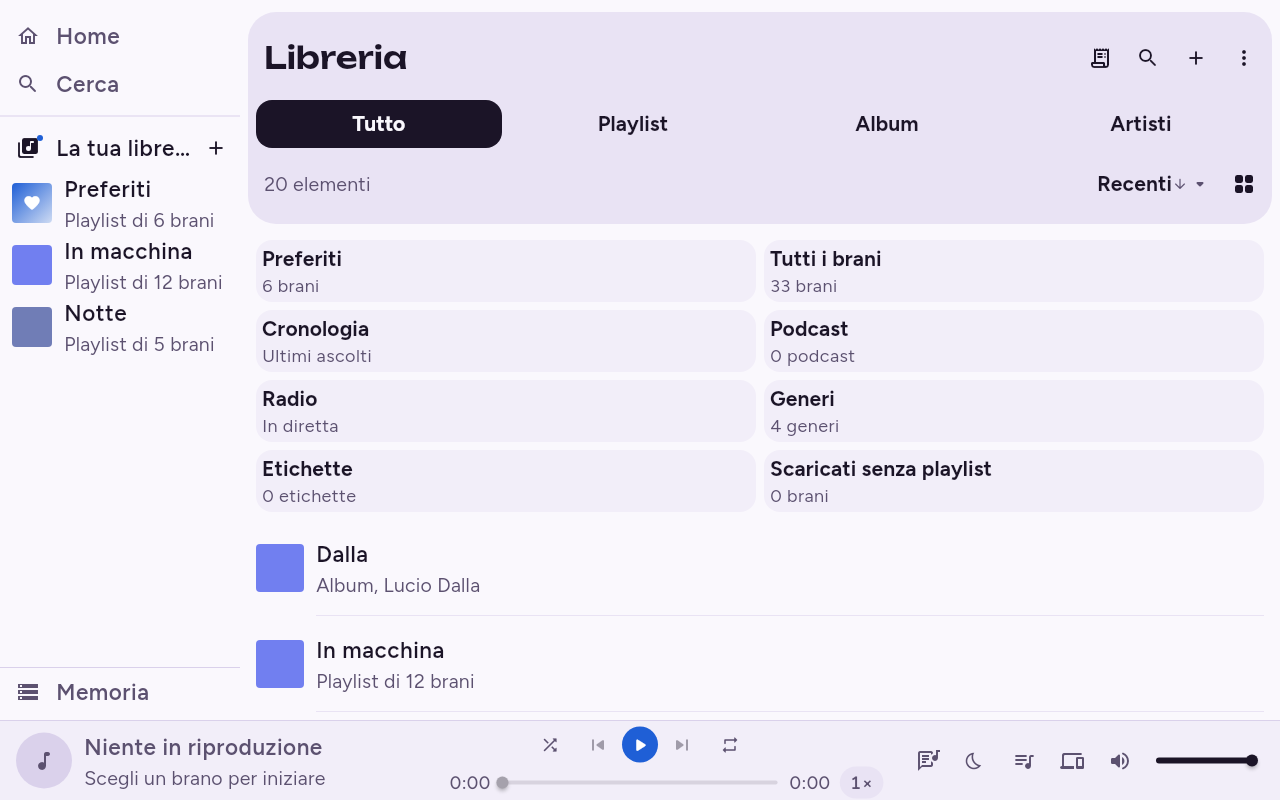 Home
Cerca
La tua libre...
Preferiti
Playlist di 6 brani
In macchina
Playlist di 12 brani
Notte
Playlist di 5 brani
Memoria
Libreria
Tutto
Playlist
Album
Artisti
20 elementi
Recenti
Preferiti
6 brani
Tutti i brani
33 brani
Cronologia
Ultimi ascolti
Podcast
0 podcast
Radio
In diretta
Generi
4 generi
Etichette
0 etichette
Scaricati senza playlist
0 brani
Dalla
Album, Lucio Dalla
In macchina
Playlist di 12 brani
Niente in riproduzione
Scegli un brano per iniziare
0:00
0:00
1×